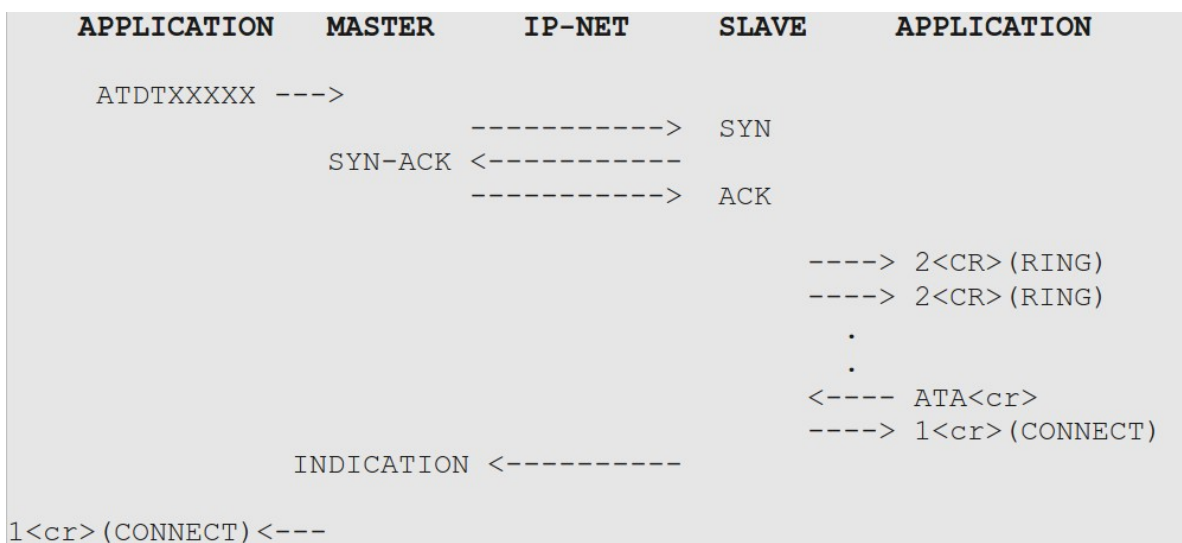 APPLICATION MASTER IP-NET SLAVE APPLICATION
ATDTXXXXX --->
-----------> SYN
SYN-ACK <-----------
-----------> ACK
----> 2<CR>(RING)
----> 2<CR>(RING)
.
.
<---- ATA<cr>
----> 1<cr>(CONNECT)
INDICATION <----------
1<cr>(CONNECT)<---